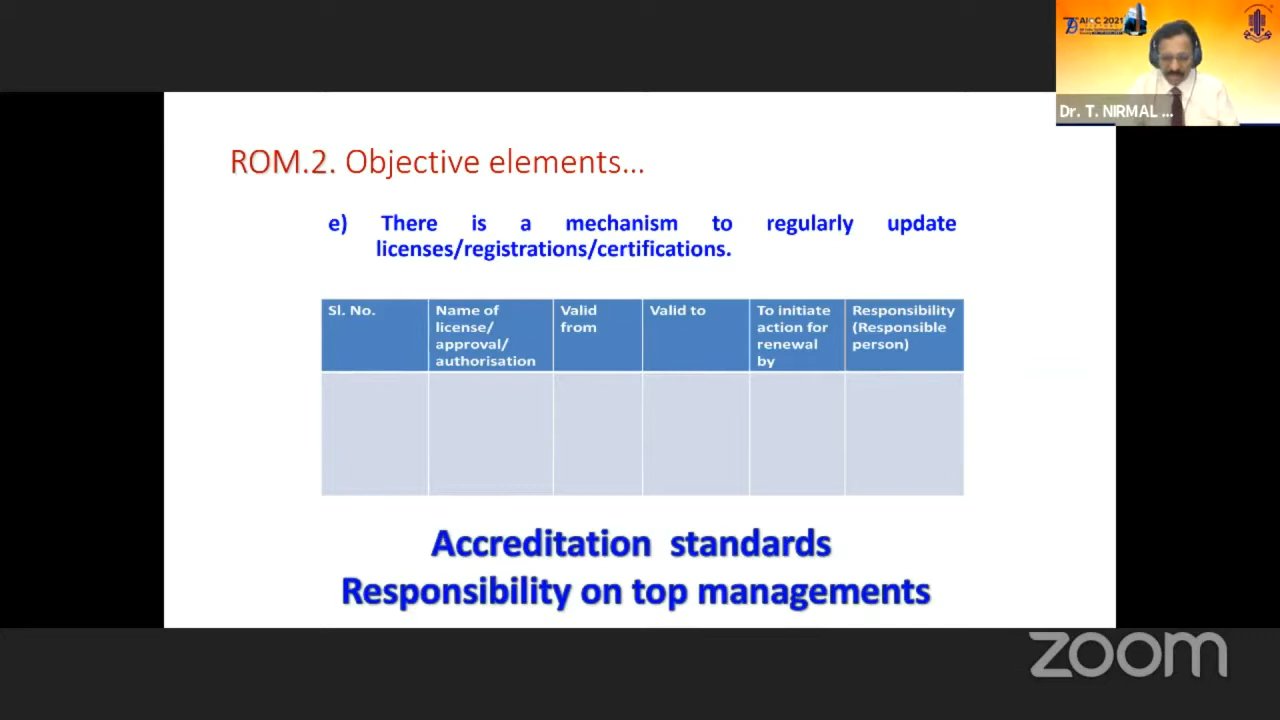 AIOC 2021
Dr. T. NIRMAL ...
ROM.2. Objective elements...
e) There is a mechanism to regularly update
licenses/registrations/certifications.
Sl. No.
Name of
license/
approval/
authorisation
Valid
from
Valid to
To initiate
action for
renewal
by
Responsibility
(Responsible
person)
Accreditation standards
Responsibility on top managements
zoom